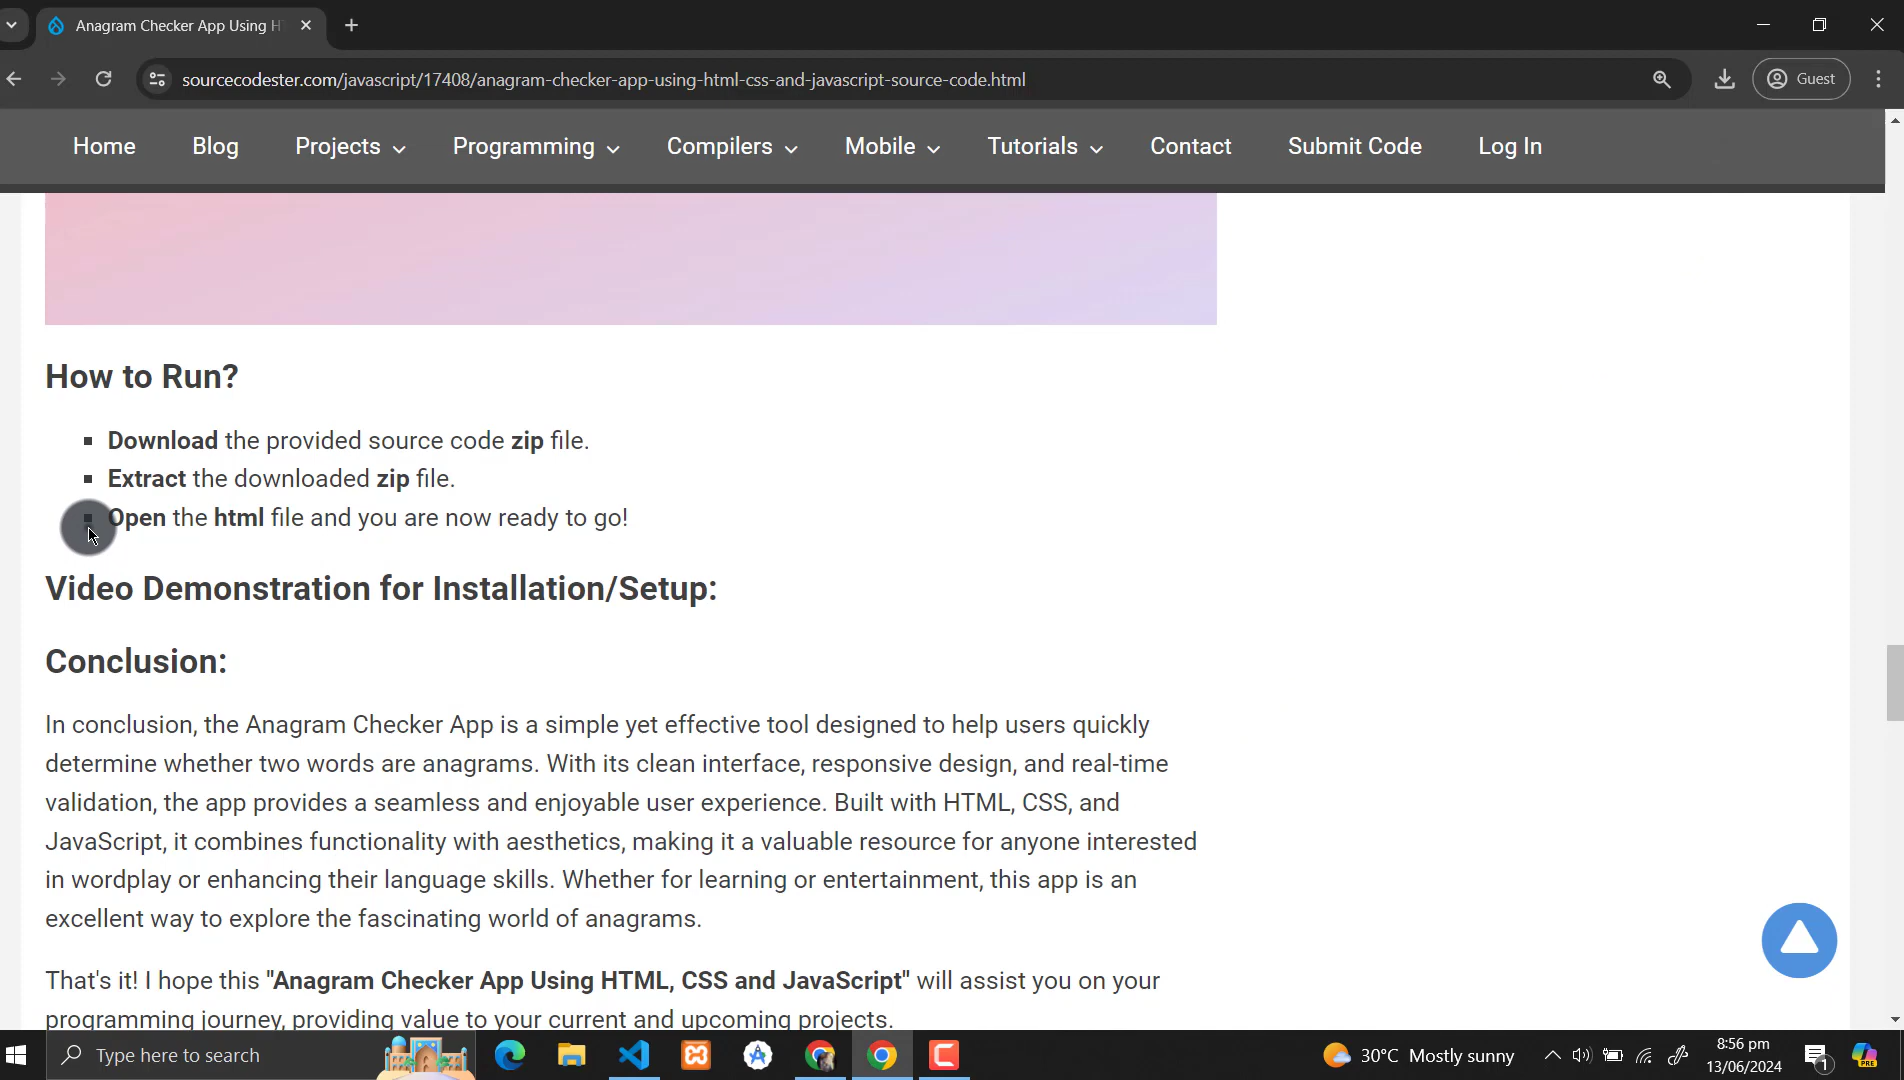 Anagram Checker App Using H
sourcecodester.com/javascript/17408/anagram-checker-app-using-html-css-and-javascript-source-code.html
Guest
Home Blog Projects Programming Compilers Mobile Tutorials Contact Submit Code Log In
How to Run?
Download the provided source code zip file.
Extract the downloaded zip file.
Open the html file and you are now ready to go!
Video Demonstration for Installation/Setup:
Conclusion:
In conclusion, the Anagram Checker App is a simple yet effective tool designed to help users quickly
determine whether two words are anagrams. With its clean interface, responsive design, and real-time
validation, the app provides a seamless and enjoyable user experience. Built with HTML, CSS, and
JavaScript, it combines functionality with aesthetics, making it a valuable resource for anyone interested
in wordplay or enhancing their language skills. Whether for learning or entertainment, this app is an
excellent way to explore the fascinating world of anagrams.
That's it! I hope this "Anagram Checker App Using HTML, CSS and JavaScript" will assist you on your
programming journey, providing value to your current and upcoming projects.
Type here to search
30°C Mostly sunny
8:56 pm
13/06/2024
1
PRE